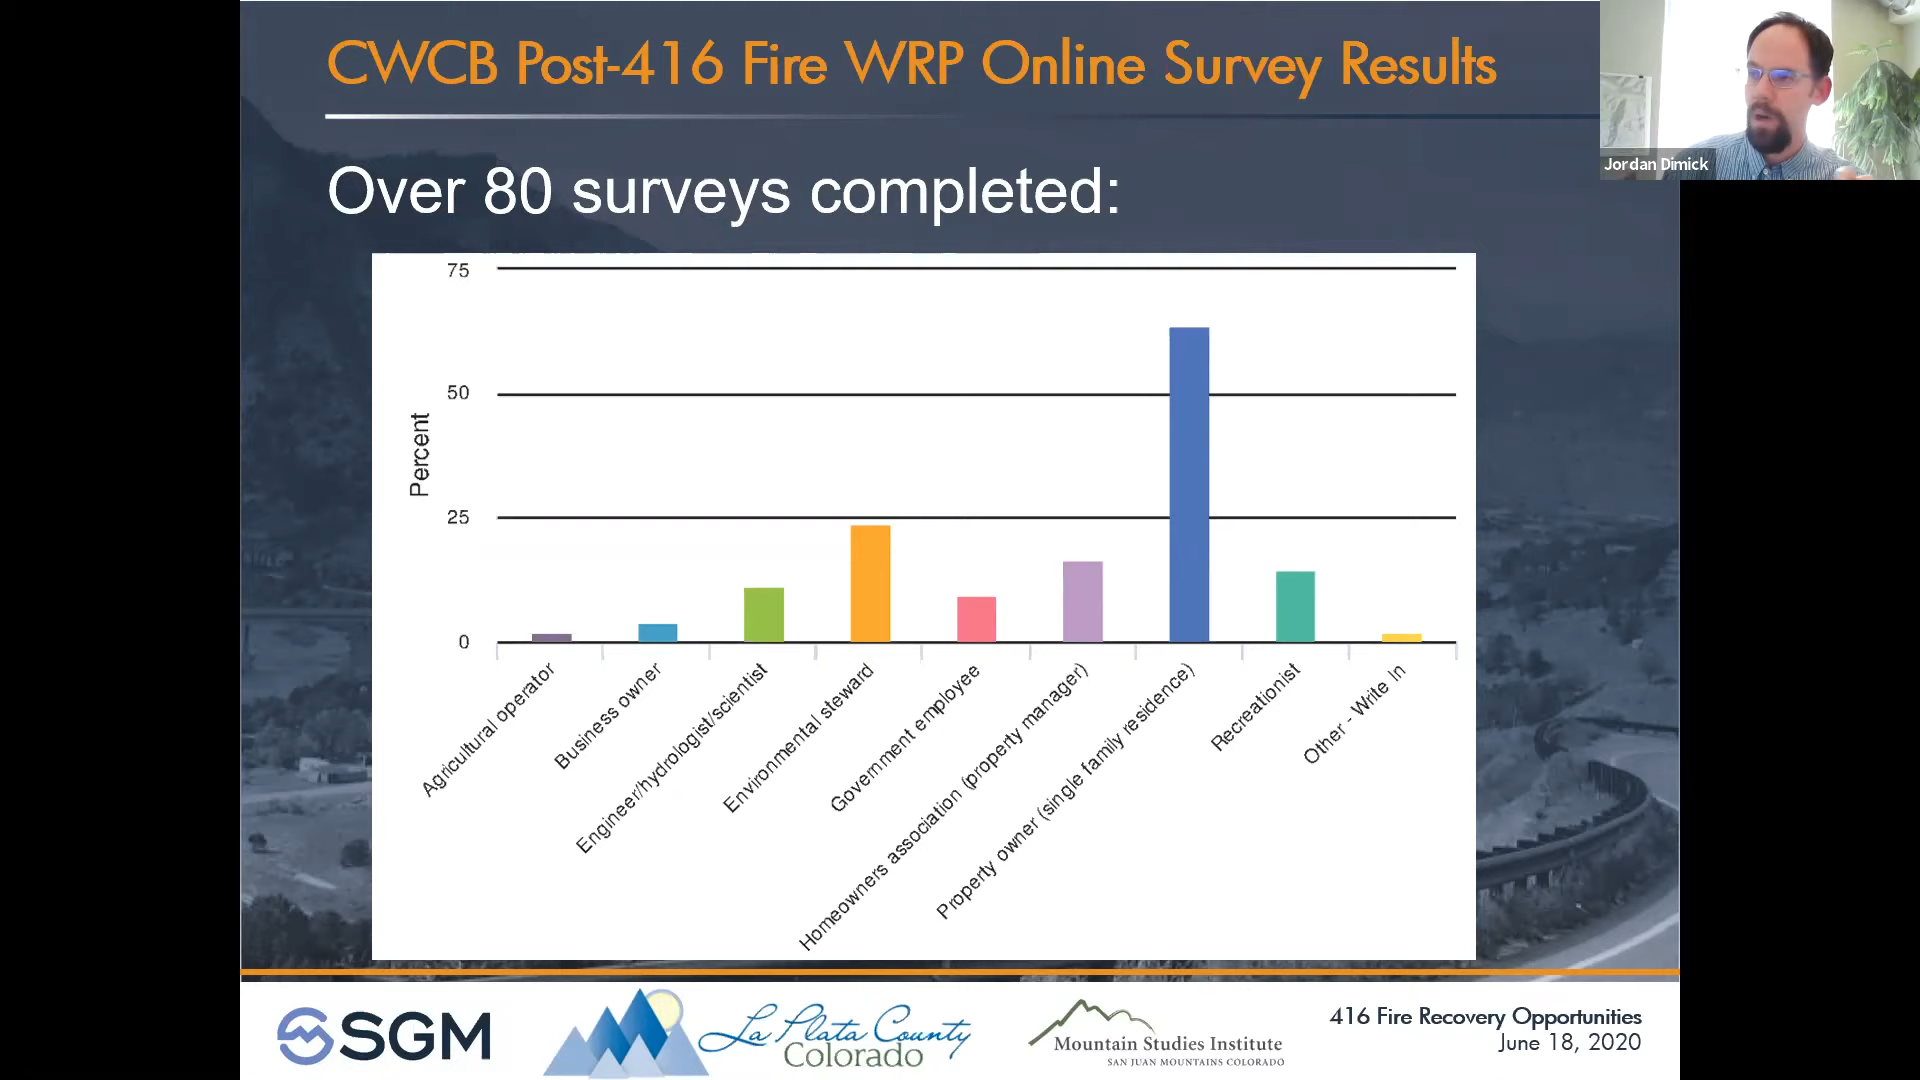 CWCB Post-416 Fire WRP Online Survey Results
Jordan Dimick
Over 80 surveys completed:
75
50
25
0
Percent
Agricultural operator
Business owner
Engineer/hydrologist/scientist
Environmental steward
Government employee
Homeowners association (property manager)
Property owner (single family residence)
Recreationist
Other - Write In
SGM
La Plata County
Colorado
Mountain Studies Institute
SAN JUAN MOUNTAINS COLORADO
416 Fire Recovery Opportunities
June 18, 2020